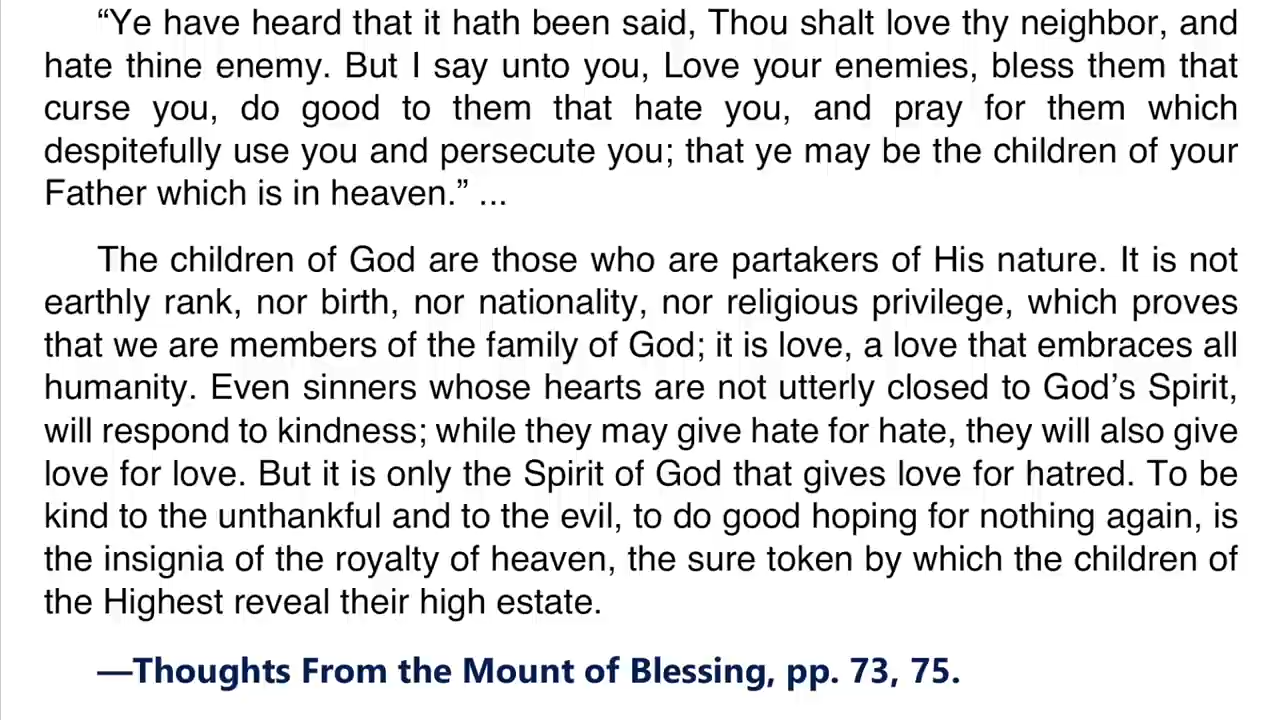 “Ye have heard that it hath been said, Thou shalt love thy neighbor, and
hate thine enemy. But I say unto you, Love your enemies, bless them that
curse you, do good to them that hate you, and pray for them which
despitefully use you and persecute you; that ye may be the children of your
Father which is in heaven.” ...
The children of God are those who are partakers of His nature. It is not
earthly rank, nor birth, nor nationality, nor religious privilege, which proves
that we are members of the family of God; it is love, a love that embraces all
humanity. Even sinners whose hearts are not utterly closed to God’s Spirit,
will respond to kindness; while they may give hate for hate, they will also give
love for love. But it is only the Spirit of God that gives love for hatred. To be
kind to the unthankful and to the evil, to do good hoping for nothing again, is
the insignia of the royalty of heaven, the sure token by which the children of
the Highest reveal their high estate.
—Thoughts From the Mount of Blessing, pp. 73, 75.